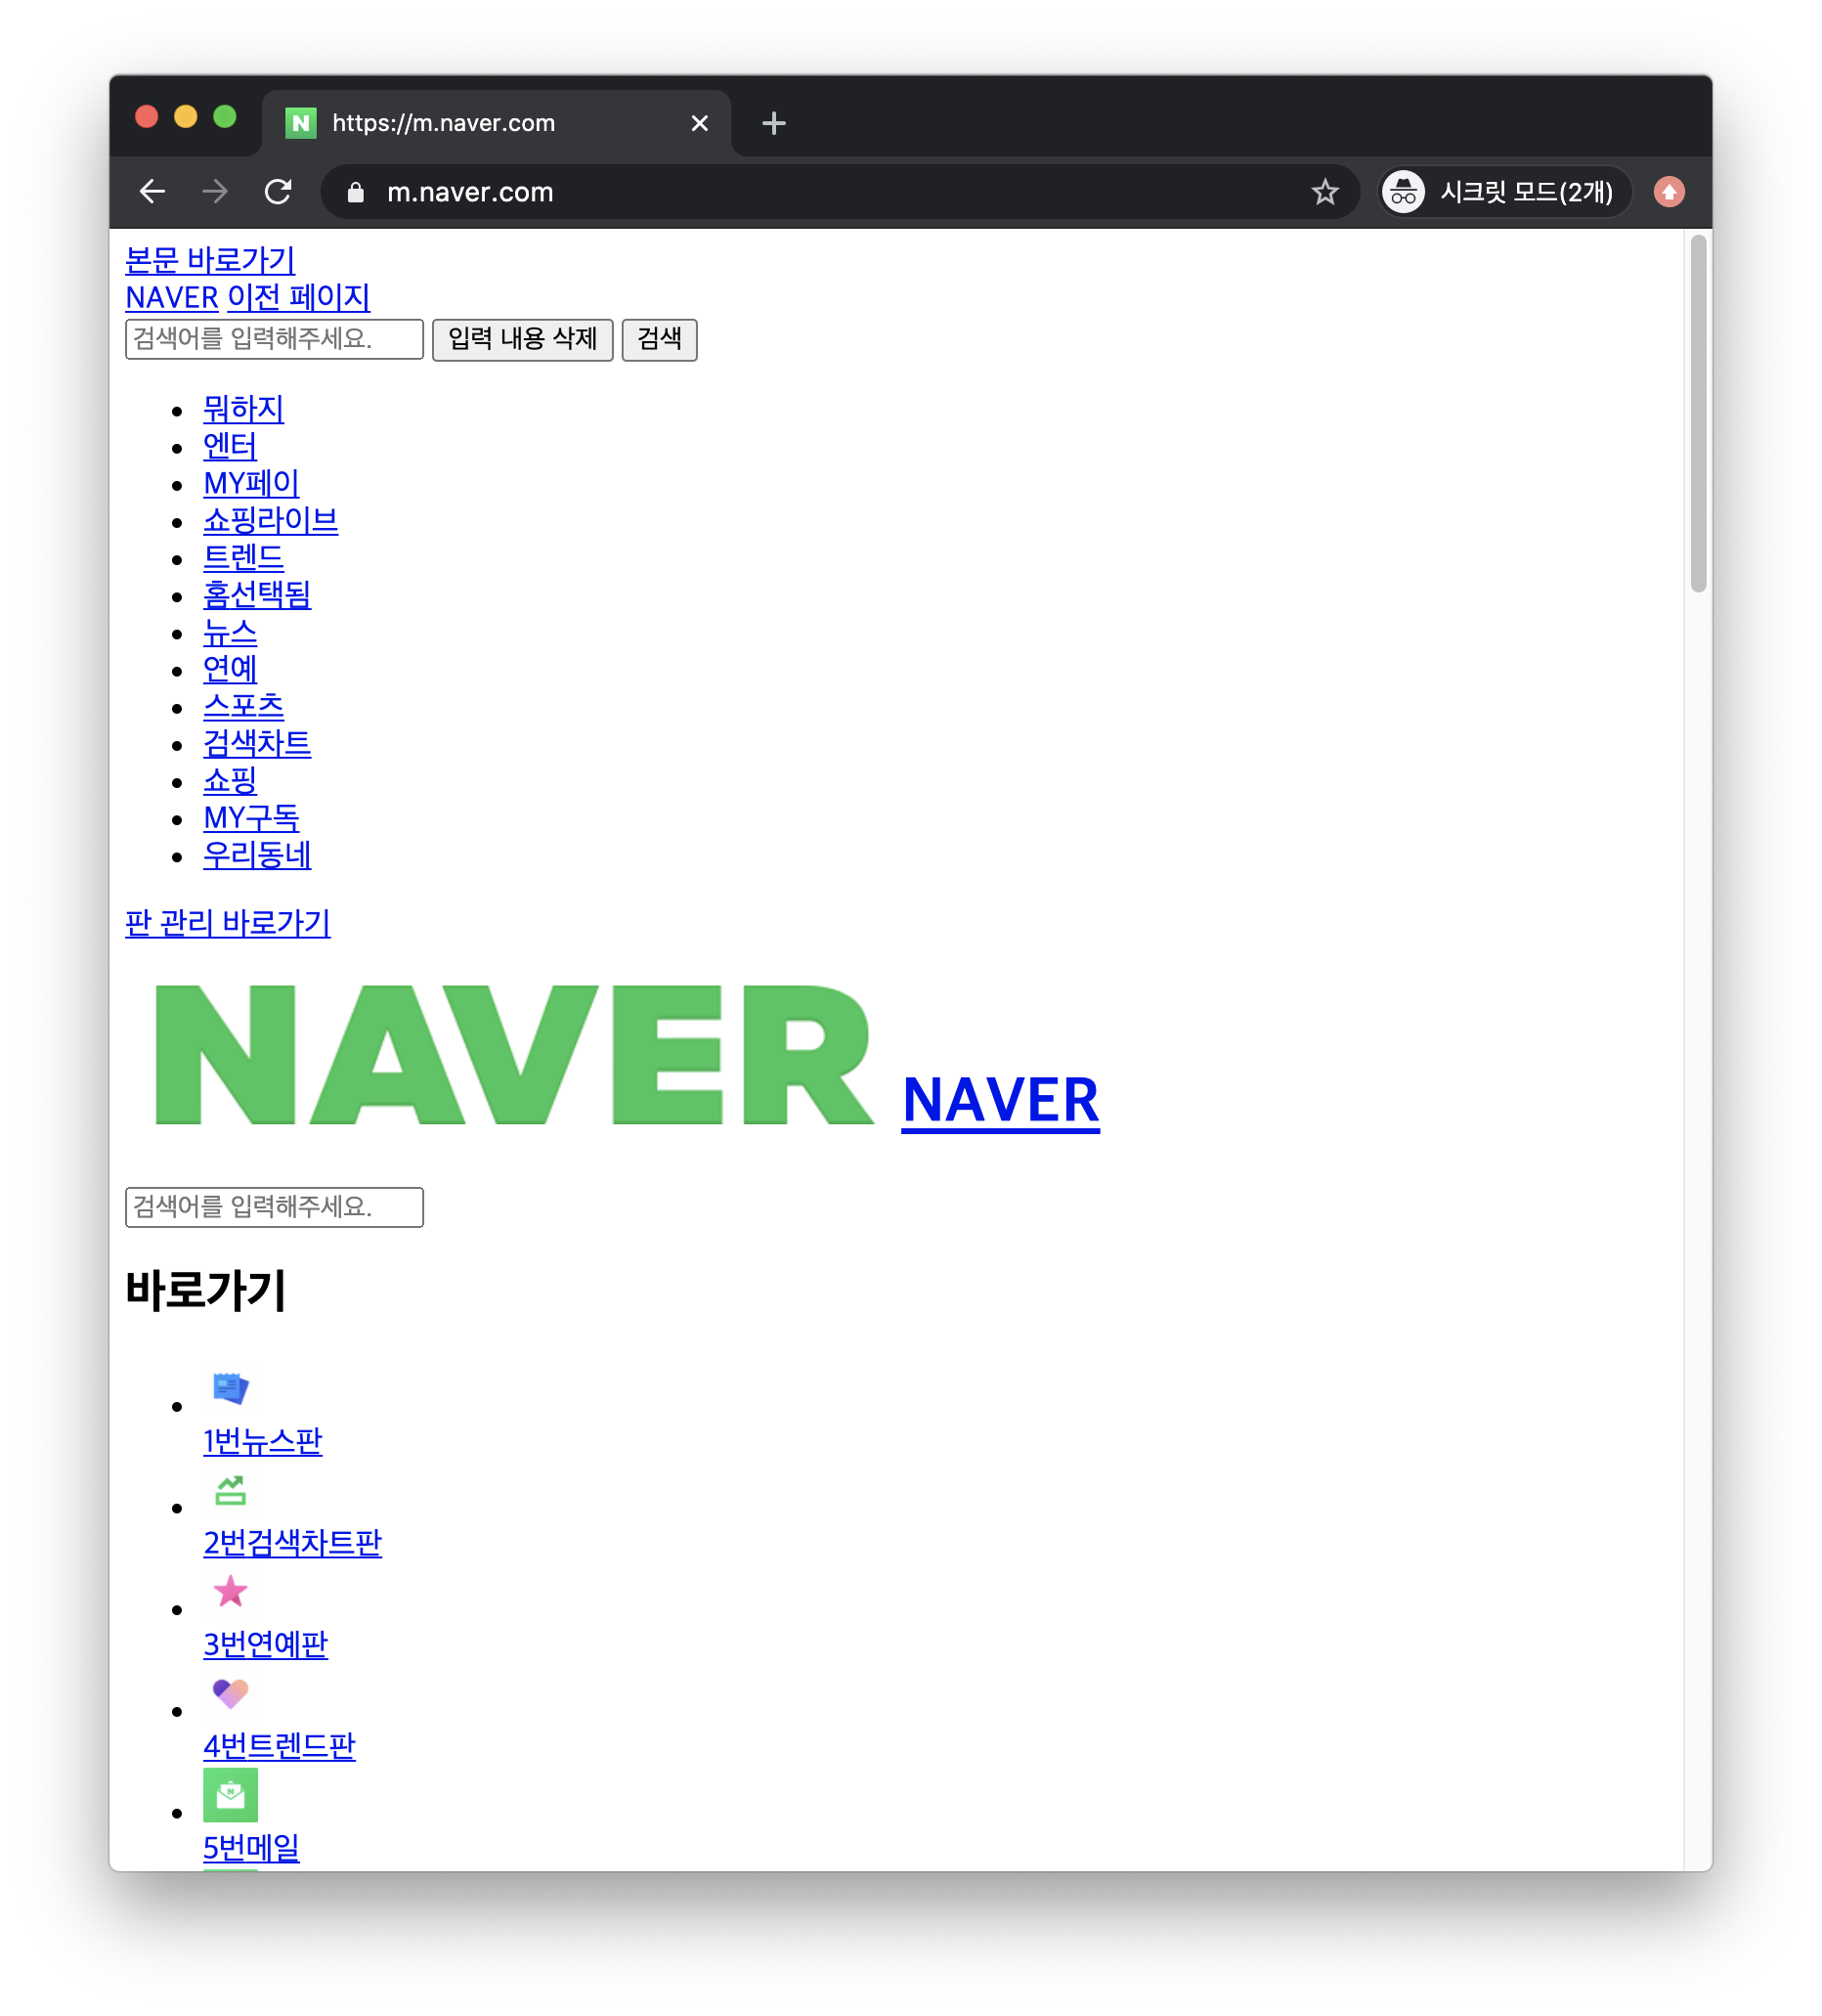 https://m.naver.com
m.naver.com
시크릿 모드(2개)
본문 바로가기
NAVER 이전 페이지
검색어를 입력해주세요. 입력 내용 삭제 검색
뭐하지
엔터
MY페이
쇼핑라이브
트렌드
홈선택됨
뉴스
연예
스포츠
검색차트
쇼핑
MY구독
우리동네
판 관리 바로가기
NAVER NAVER
검색어를 입력해주세요.
바로가기
1번뉴스판
2번검색차트판
3번연예판
4번트렌드판
5번메일